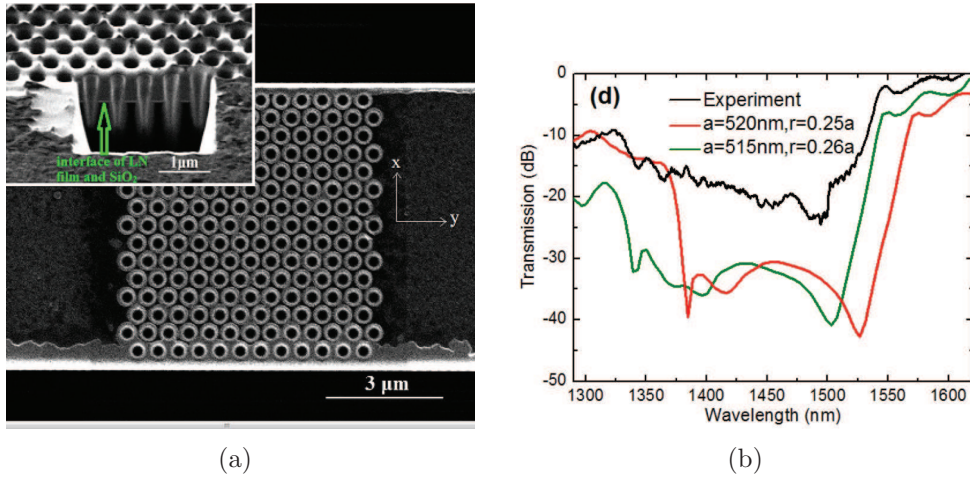 interface of LN
film and SiO₂
1μm
x
y
3 μm
(a)
(d)
Experiment
a=520nm,r=0.25a
a=515nm,r=0.26a
Transmission (dB)
0
-10
-20
-30
-40
-50
1300 1350 1400 1450 1500 1550 1600
Wavelength (nm)
(b)